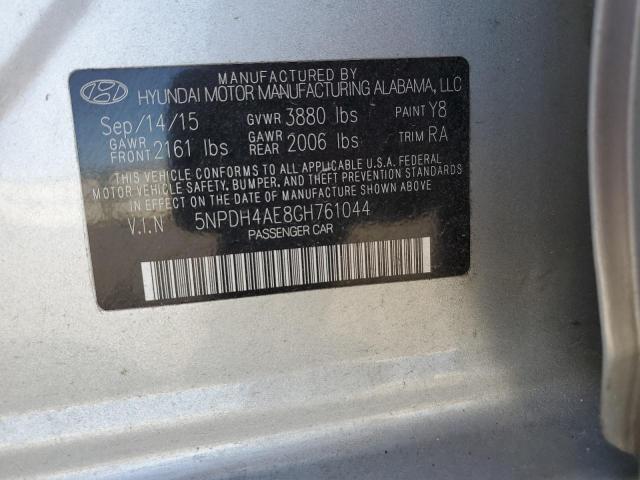 MANUFACTURED BY
HYUNDAI MOTOR MANUFACTURING ALABAMA, LLC
Sep/14/15 GVWR 3880 lbs PAINT Y8
GAWR FRONT 2161 lbs GAWR REAR 2006 lbs TRIM RA
THIS VEHICLE CONFORMS TO ALL APPLICABLE U.S.A. FEDERAL
MOTOR VEHICLE SAFETY, BUMPER, AND THEFT PREVENTION STANDARDS
IN EFFECT ON THE DATE OF MANUFACTURE SHOWN ABOVE.
V.I.N 5NPDH4AE8GH761044
PASSENGER CAR